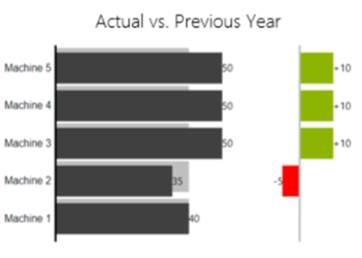 Actual vs. Previous Year
Machine 5 50 +10
Machine 4 50 +10
Machine 3 50 +10
Machine 2 35 -5
Machine 1 40